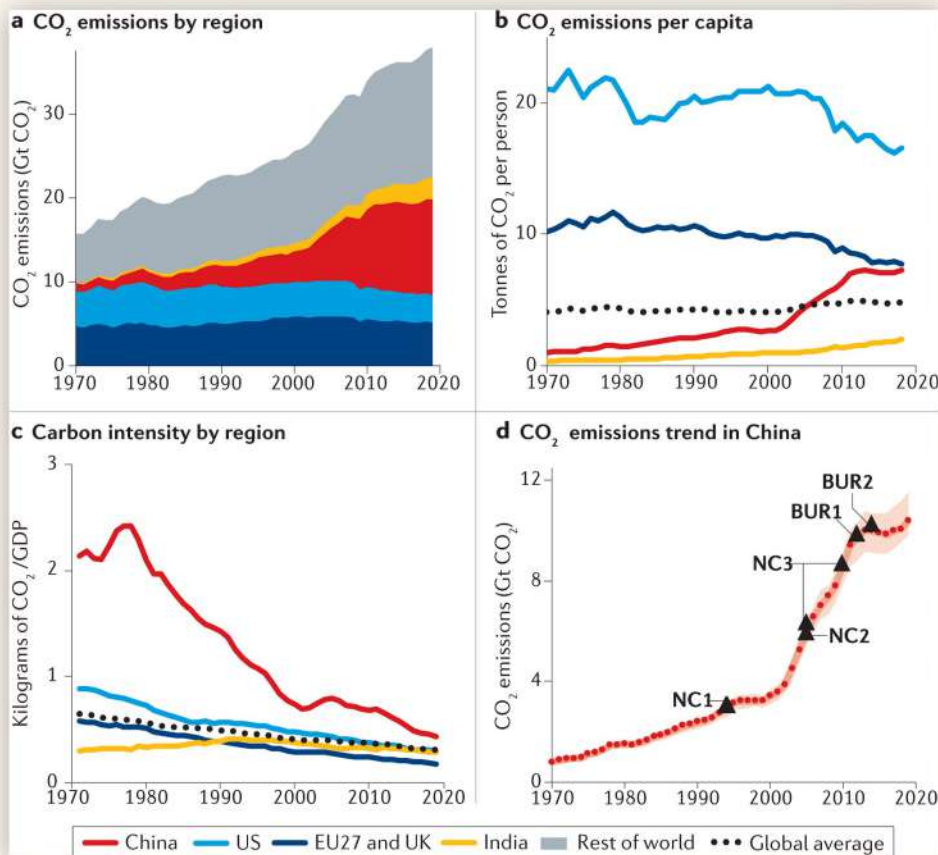 a CO₂ emissions by region
CO₂ emissions (Gt CO₂)
30
20
10
0
1970 1980 1990 2000 2010 2020
b CO₂ emissions per capita
Tonnes of CO₂ per person
20
10
0
1970 1980 1990 2000 2010 2020
c Carbon intensity by region
Kilograms of CO₂/GDP
3
2
1
0
1970 1980 1990 2000 2010 2020
d CO₂ emissions trend in China
CO₂ emissions (Gt CO₂)
12
8
4
0
BUR2
BUR1
NC3
NC2
NC1
1970 1980 1990 2000 2010 2020
China US EU27 and UK India Rest of world Global average